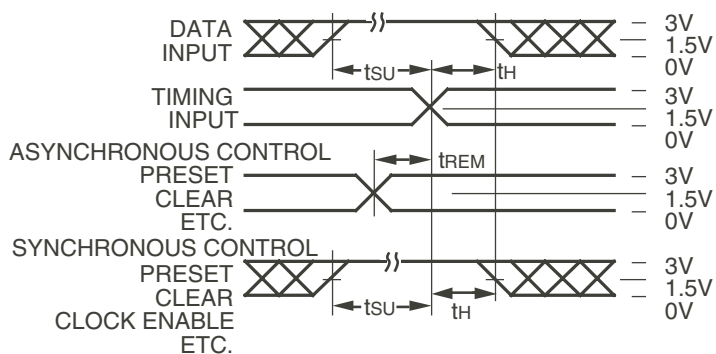 DATA
INPUT
tSU
tH
3V
1.5V
0V
TIMING
INPUT
3V
1.5V
0V
ASYNCHRONOUS CONTROL
PRESET
CLEAR
ETC.
tREM
3V
1.5V
0V
SYNCHRONOUS CONTROL
PRESET
CLEAR
CLOCK ENABLE
ETC.
tSU
tH
3V
1.5V
0V